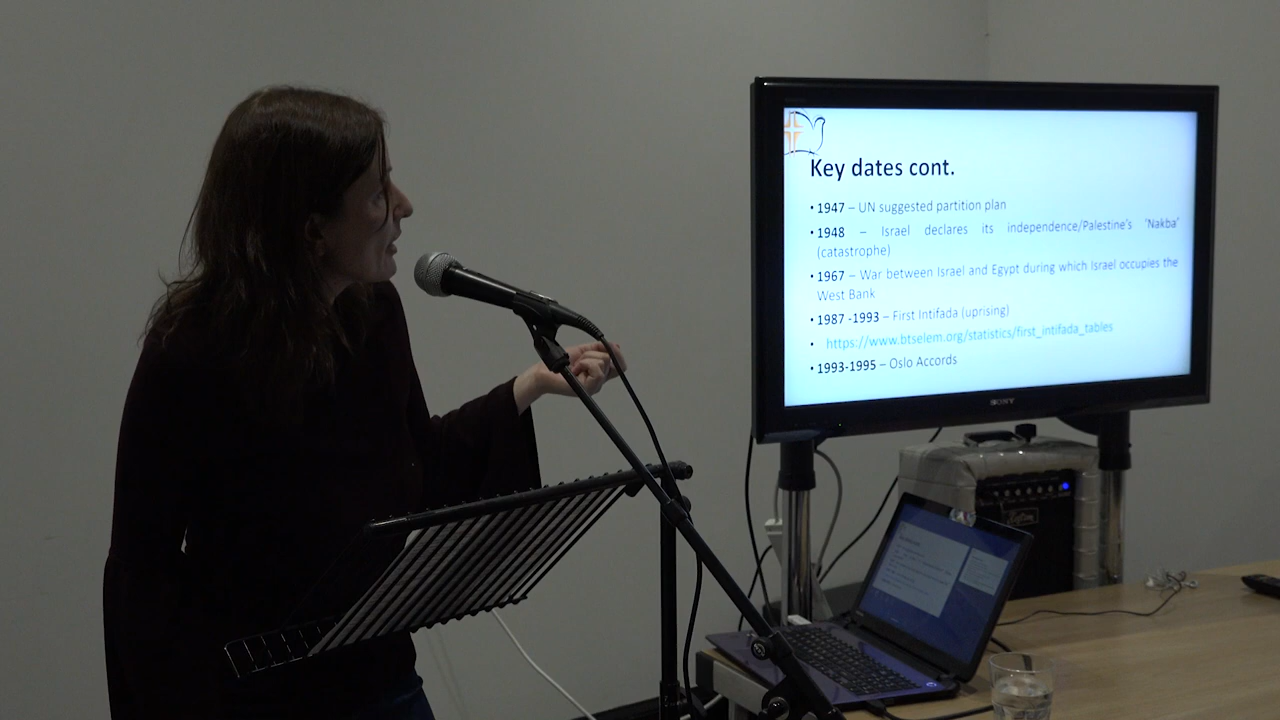 Key dates cont.
• 1947 – UN suggested partition plan
• 1948 – Israel declares its independence/Palestine's 'Nakba'
(catastrophe)
• 1967 – War between Israel and Egypt during which Israel occupies the
West Bank
• 1987 -1993 – First Intifada (uprising)
• https://www.btselem.org/statistics/first_intifada_tables
• 1993-1995 – Oslo Accords
SONY